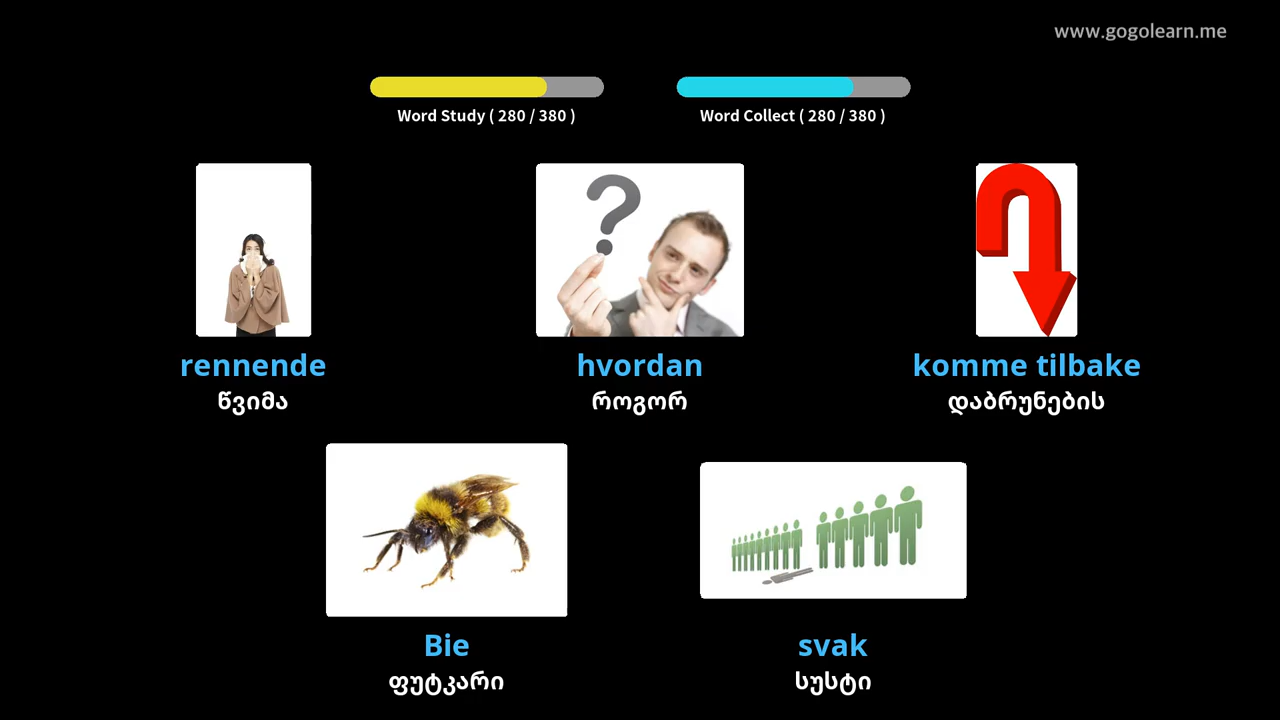 www.gogolearn.me
Word Study ( 280 / 380 )
Word Collect ( 280 / 380 )
rennende
წვიმა
hvordan
როგორ
komme tilbake
დაბრუნების
Bie
ფუტკარი
svak
სუსტი